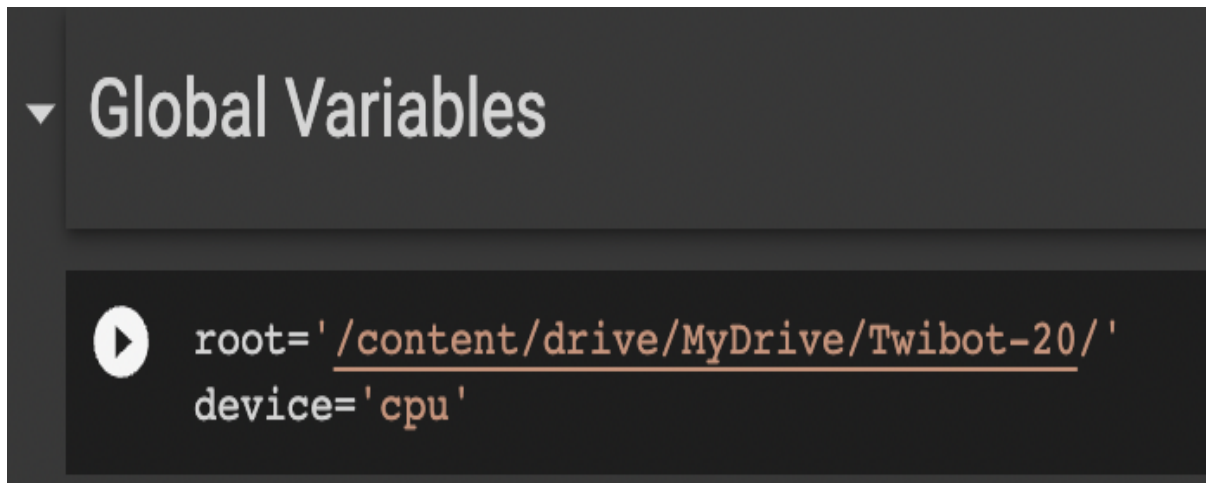 Global Variables
root='/content/drive/MyDrive/Twibot-20/'
device='cpu'